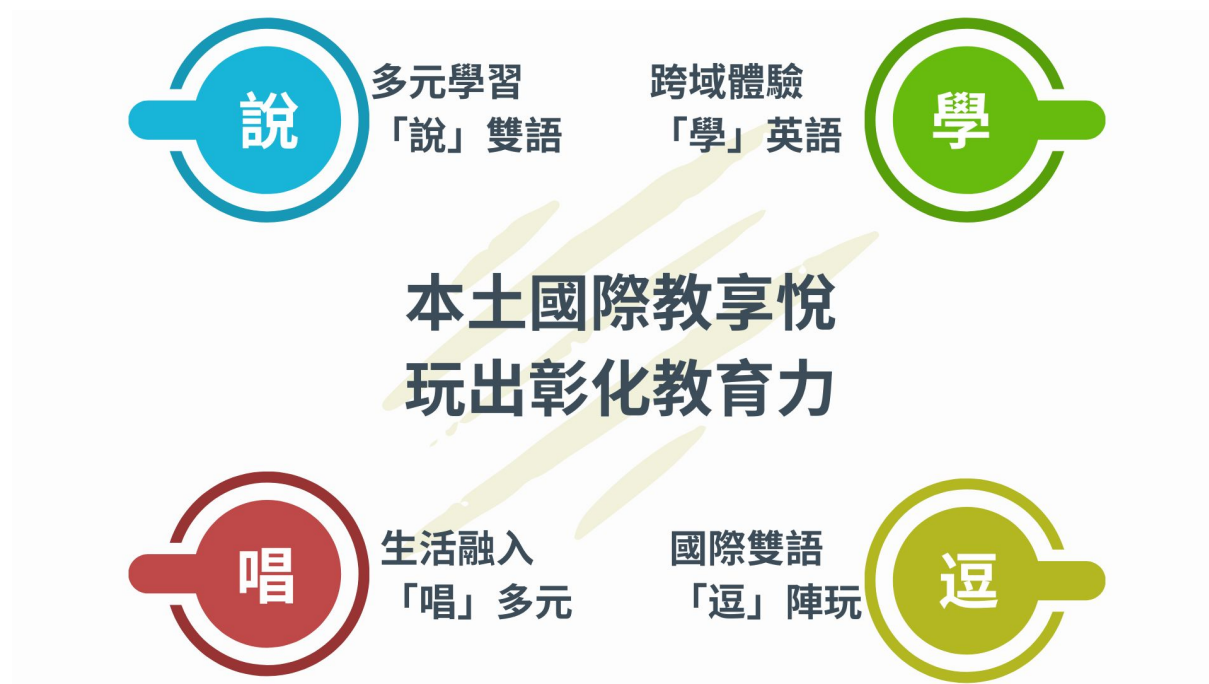 說
多元學習
「說」雙語
跨域體驗
「學」英語
學
本土國際教享悅
玩出彰化教育力
唱
生活融入
「唱」多元
國際雙語
「逗」陣玩
逗